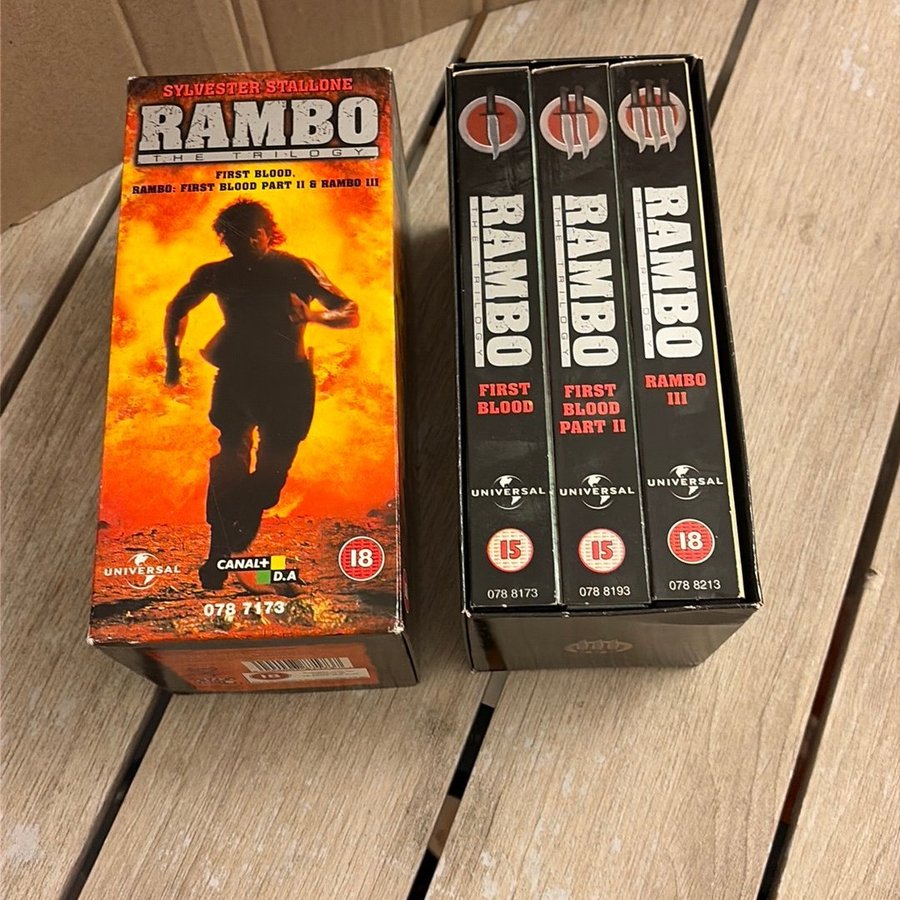 SYLVESTER STALLONE
RAMBO
THE TRILOGY
FIRST BLOOD,
RAMBO: FIRST BLOOD PART II & RAMBO III
UNIVERSAL
CANAL+
D.A
18
078 7173
18
RAMBO
THE TRILOGY
FIRST
BLOOD
UNIVERSAL
15
078 8173
RAMBO
THE TRILOGY
FIRST
BLOOD
PART II
UNIVERSAL
15
078 8193
RAMBO
THE TRILOGY
RAMBO
III
UNIVERSAL
18
078 8213